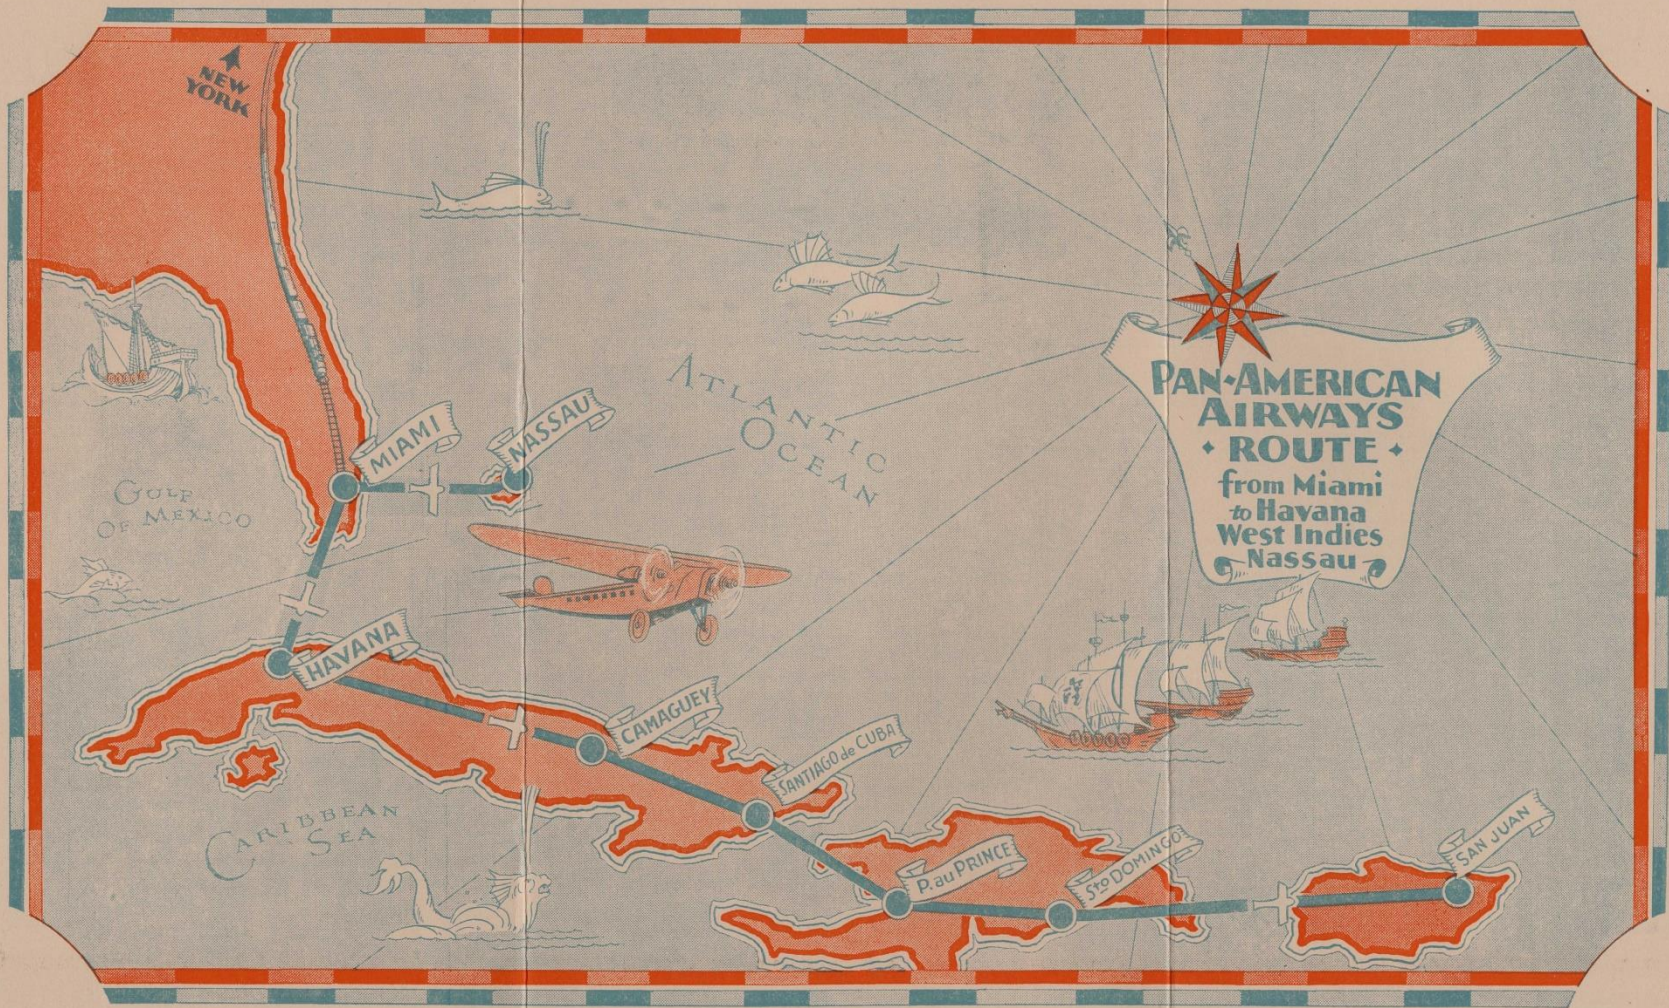 NEW
YORK
ATLANTIC
OCEAN
PAN-AMERICAN
AIRWAYS
ROUTE
from Miami
to Havana
West Indies
Nassau
MIAMI
NASSAU
GULF
OF MEXICO
HAVANA
CAMAGUEY
SANTIAGO de CUBA
CARIBBEAN
SEA
P. au PRINCE
Sto DOMINGO
SAN JUAN